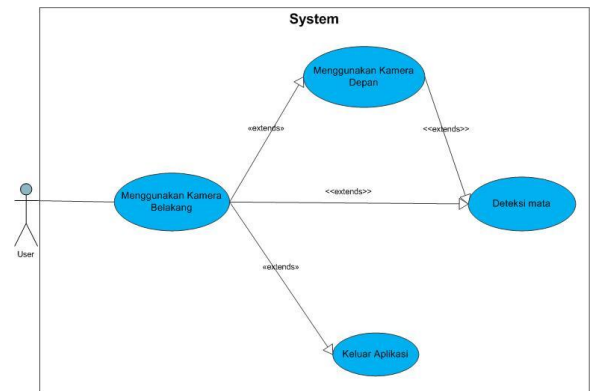 System
Menggunakan Kamera
Depan
«extends»
<<extends>>
Menggunakan Kamera
Belakang
<<extends>>
Deteksi mata
User
«extends»
Keluar Aplikasi